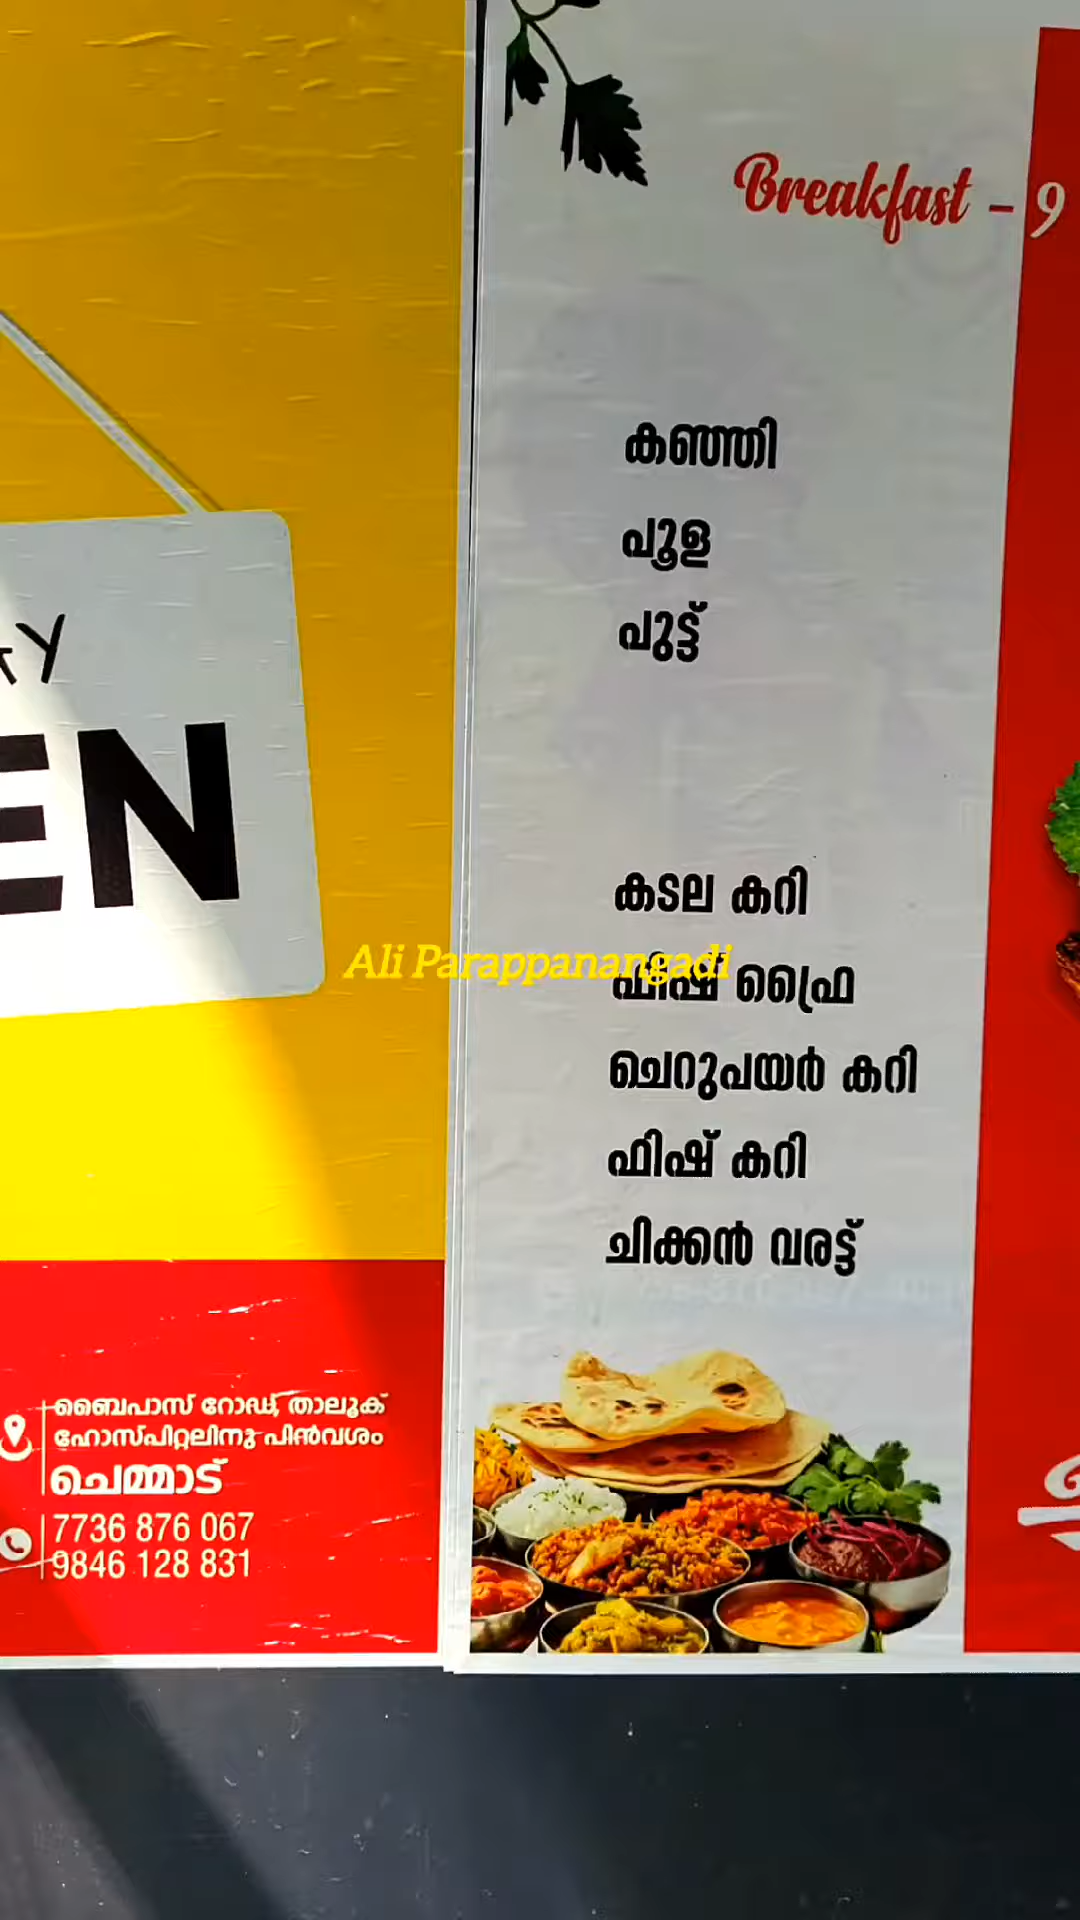 EN
ബൈപാസ് റോഡ്, താലൂക്
ഹോസ്പിറ്റലിനു പിൻവശം
ചെമ്മാട്
7736 876 067
9846 128 831
Breakfast - 9
കഞ്ഞി
പൂള
പുട്ട്
കടല കറി
Ali Parappanangadi
ഫിഷ് ഫ്രൈ
ചെറുപയർ കറി
ഫിഷ് കറി
ചിക്കൻ വരട്ട്